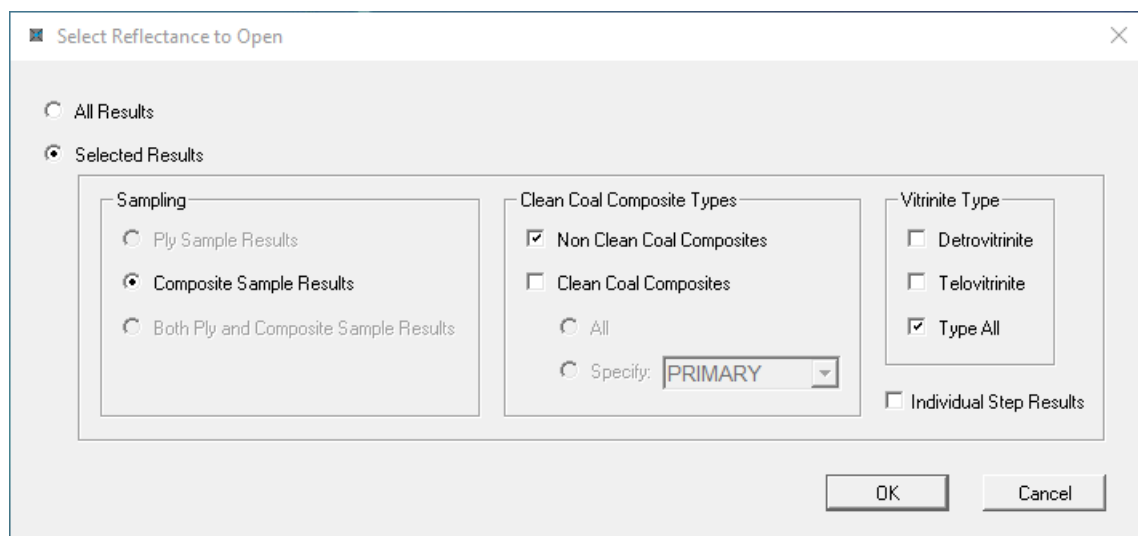 Select Reflectance to Open
All Results
Selected Results
Sampling
Ply Sample Results
Composite Sample Results
Both Ply and Composite Sample Results
Clean Coal Composite Types
Non Clean Coal Composites
Clean Coal Composites
All
Specify: PRIMARY
Vitrinite Type
Detrovitrinite
Telovitrinite
Type All
Individual Step Results
OK
Cancel